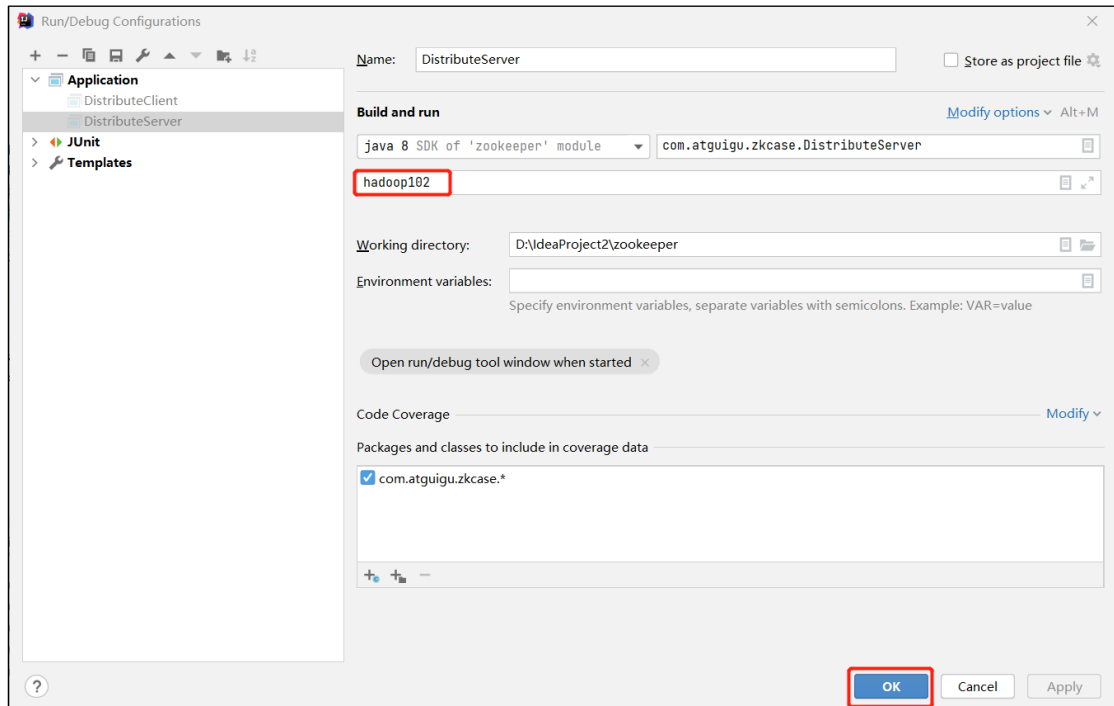 Run/Debug Configurations
Application
DistributeClient
DistributeServer
JUnit
Templates
Name: DistributeServer Store as project file
Build and run Modify options Alt+M
java 8 SDK of 'zookeeper' module com.atguigu.zkcase.DistributeServer
hadoop102
Working directory: D:\IdeaProject2\zookeeper
Environment variables:
Specify environment variables, separate variables with semicolons. Example: VAR=value
Open run/debug tool window when started ×
Code Coverage Modify
Packages and classes to include in coverage data
com.atguigu.zkcase.*
? OK Cancel Apply